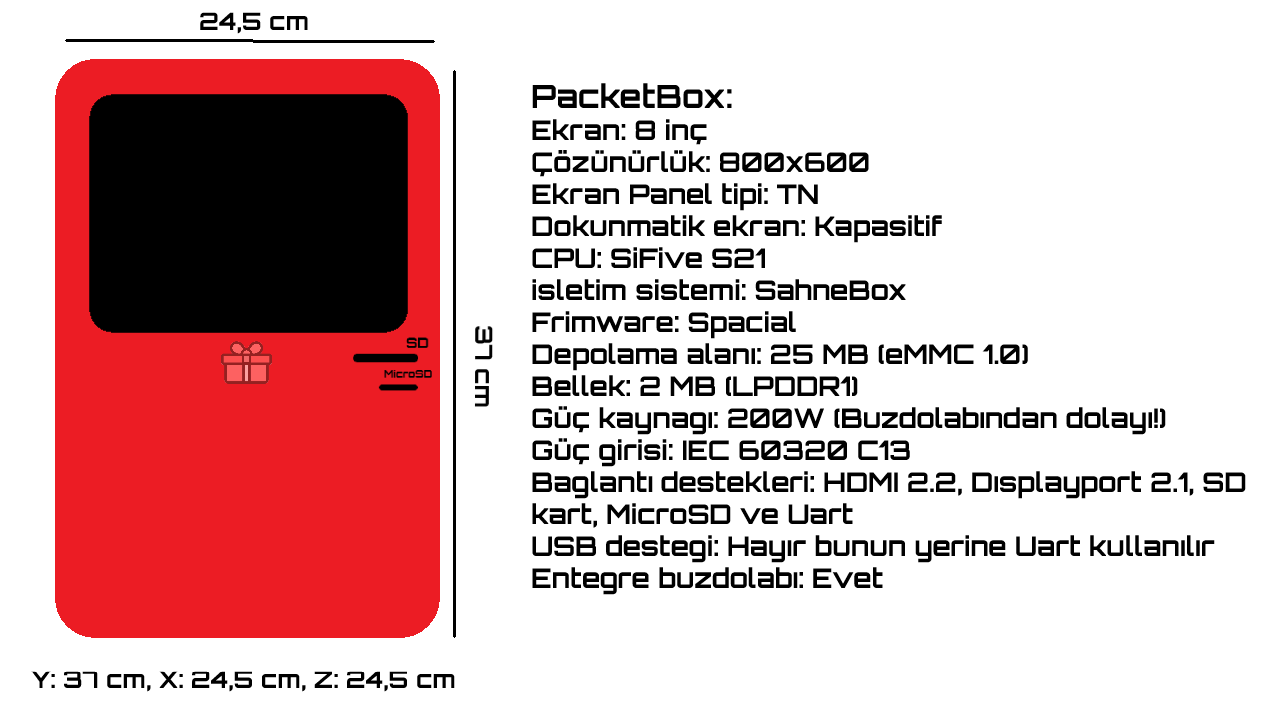 24,5 cm
PacketBox:
Ekran: 8 inç
Çözünürlük: 800x600
Ekran Panel tipi: TN
Dokunmatik ekran: Kapasitif
CPU: SiFive S21
isletim sistemi: SahneBox
Frimware: Spacial
Depolama alanı: 25 MB (eMMC 1.0)
Bellek: 2 MB (LPDDR1)
Güç kaynagı: 200W (Buzdolabından dolayı!)
Güç girisi: IEC 60320 C13
Baglantı destekleri: HDMI 2.2, Dısplayport 2.1, SD
kart, MicroSD ve Uart
USB destegi: Hayır bunun yerine Uart kullanılır
Entegre buzdolabı: Evet
SD
MicroSD
37 cm
Y: 37 cm, X: 24,5 cm, Z: 24,5 cm